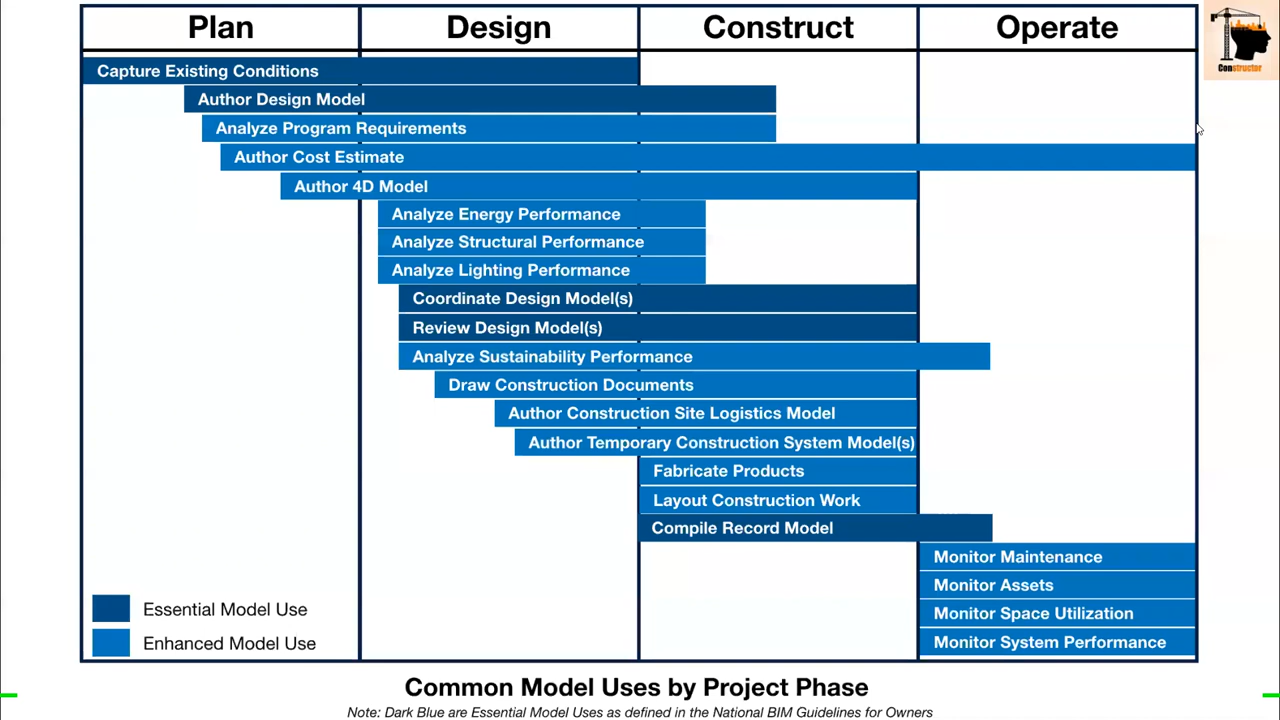 Plan
Design
Construct
Operate
Constructor
Capture Existing Conditions
Author Design Model
Analyze Program Requirements
Author Cost Estimate
Author 4D Model
Analyze Energy Performance
Analyze Structural Performance
Analyze Lighting Performance
Coordinate Design Model(s)
Review Design Model(s)
Analyze Sustainability Performance
Draw Construction Documents
Author Construction Site Logistics Model
Author Temporary Construction System Model(s)
Fabricate Products
Layout Construction Work
Compile Record Model
Monitor Maintenance
Monitor Assets
Monitor Space Utilization
Monitor System Performance
Essential Model Use
Enhanced Model Use
Common Model Uses by Project Phase
Note: Dark Blue are Essential Model Uses as defined in the National BIM Guidelines for Owners